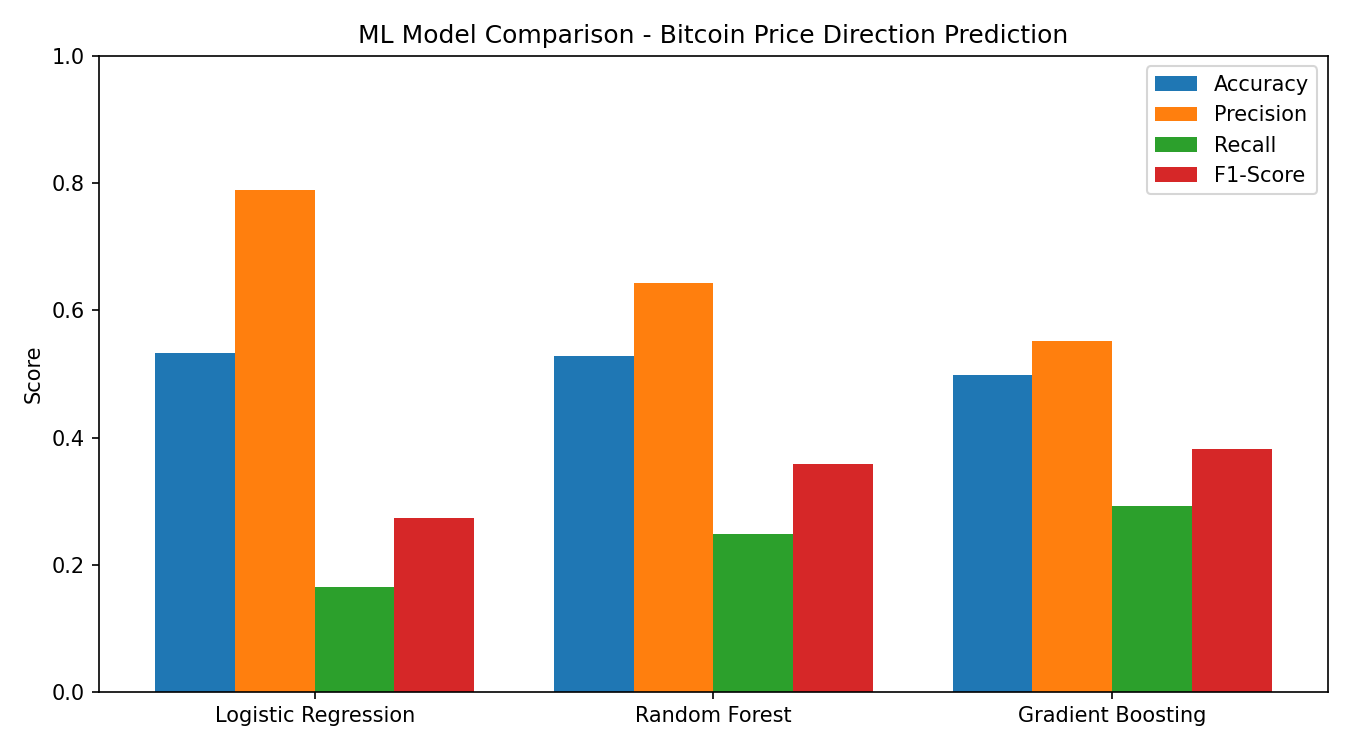 ML Model Comparison - Bitcoin Price Direction Prediction
1.0
0.8
0.6
0.4
0.2
0.0
Score
Accuracy
Precision
Recall
F1-Score
Logistic Regression
Random Forest
Gradient Boosting